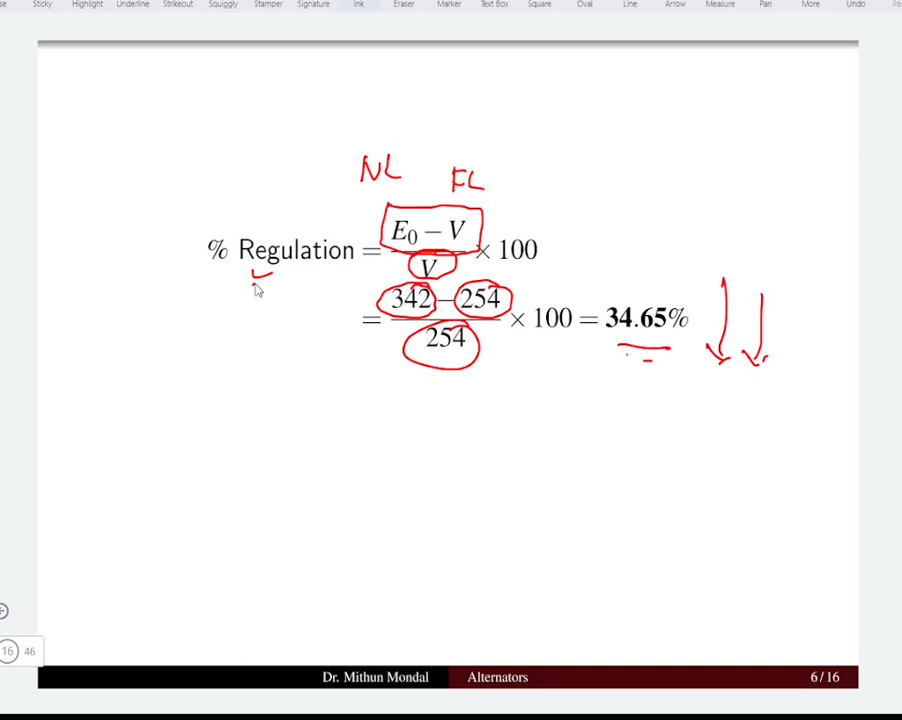 Sticky Highlight Underline Strikeout Squiggly Stamper Signature Ink Eraser Marker Text Box Square Oval Line Arrow Measure Pan More Undo
NL FL
% Regulation = E₀ − V / V × 100
= 342 − 254 / 254 × 100 = 34.65%
16 46
Dr. Mithun Mondal Alternators 6 / 16